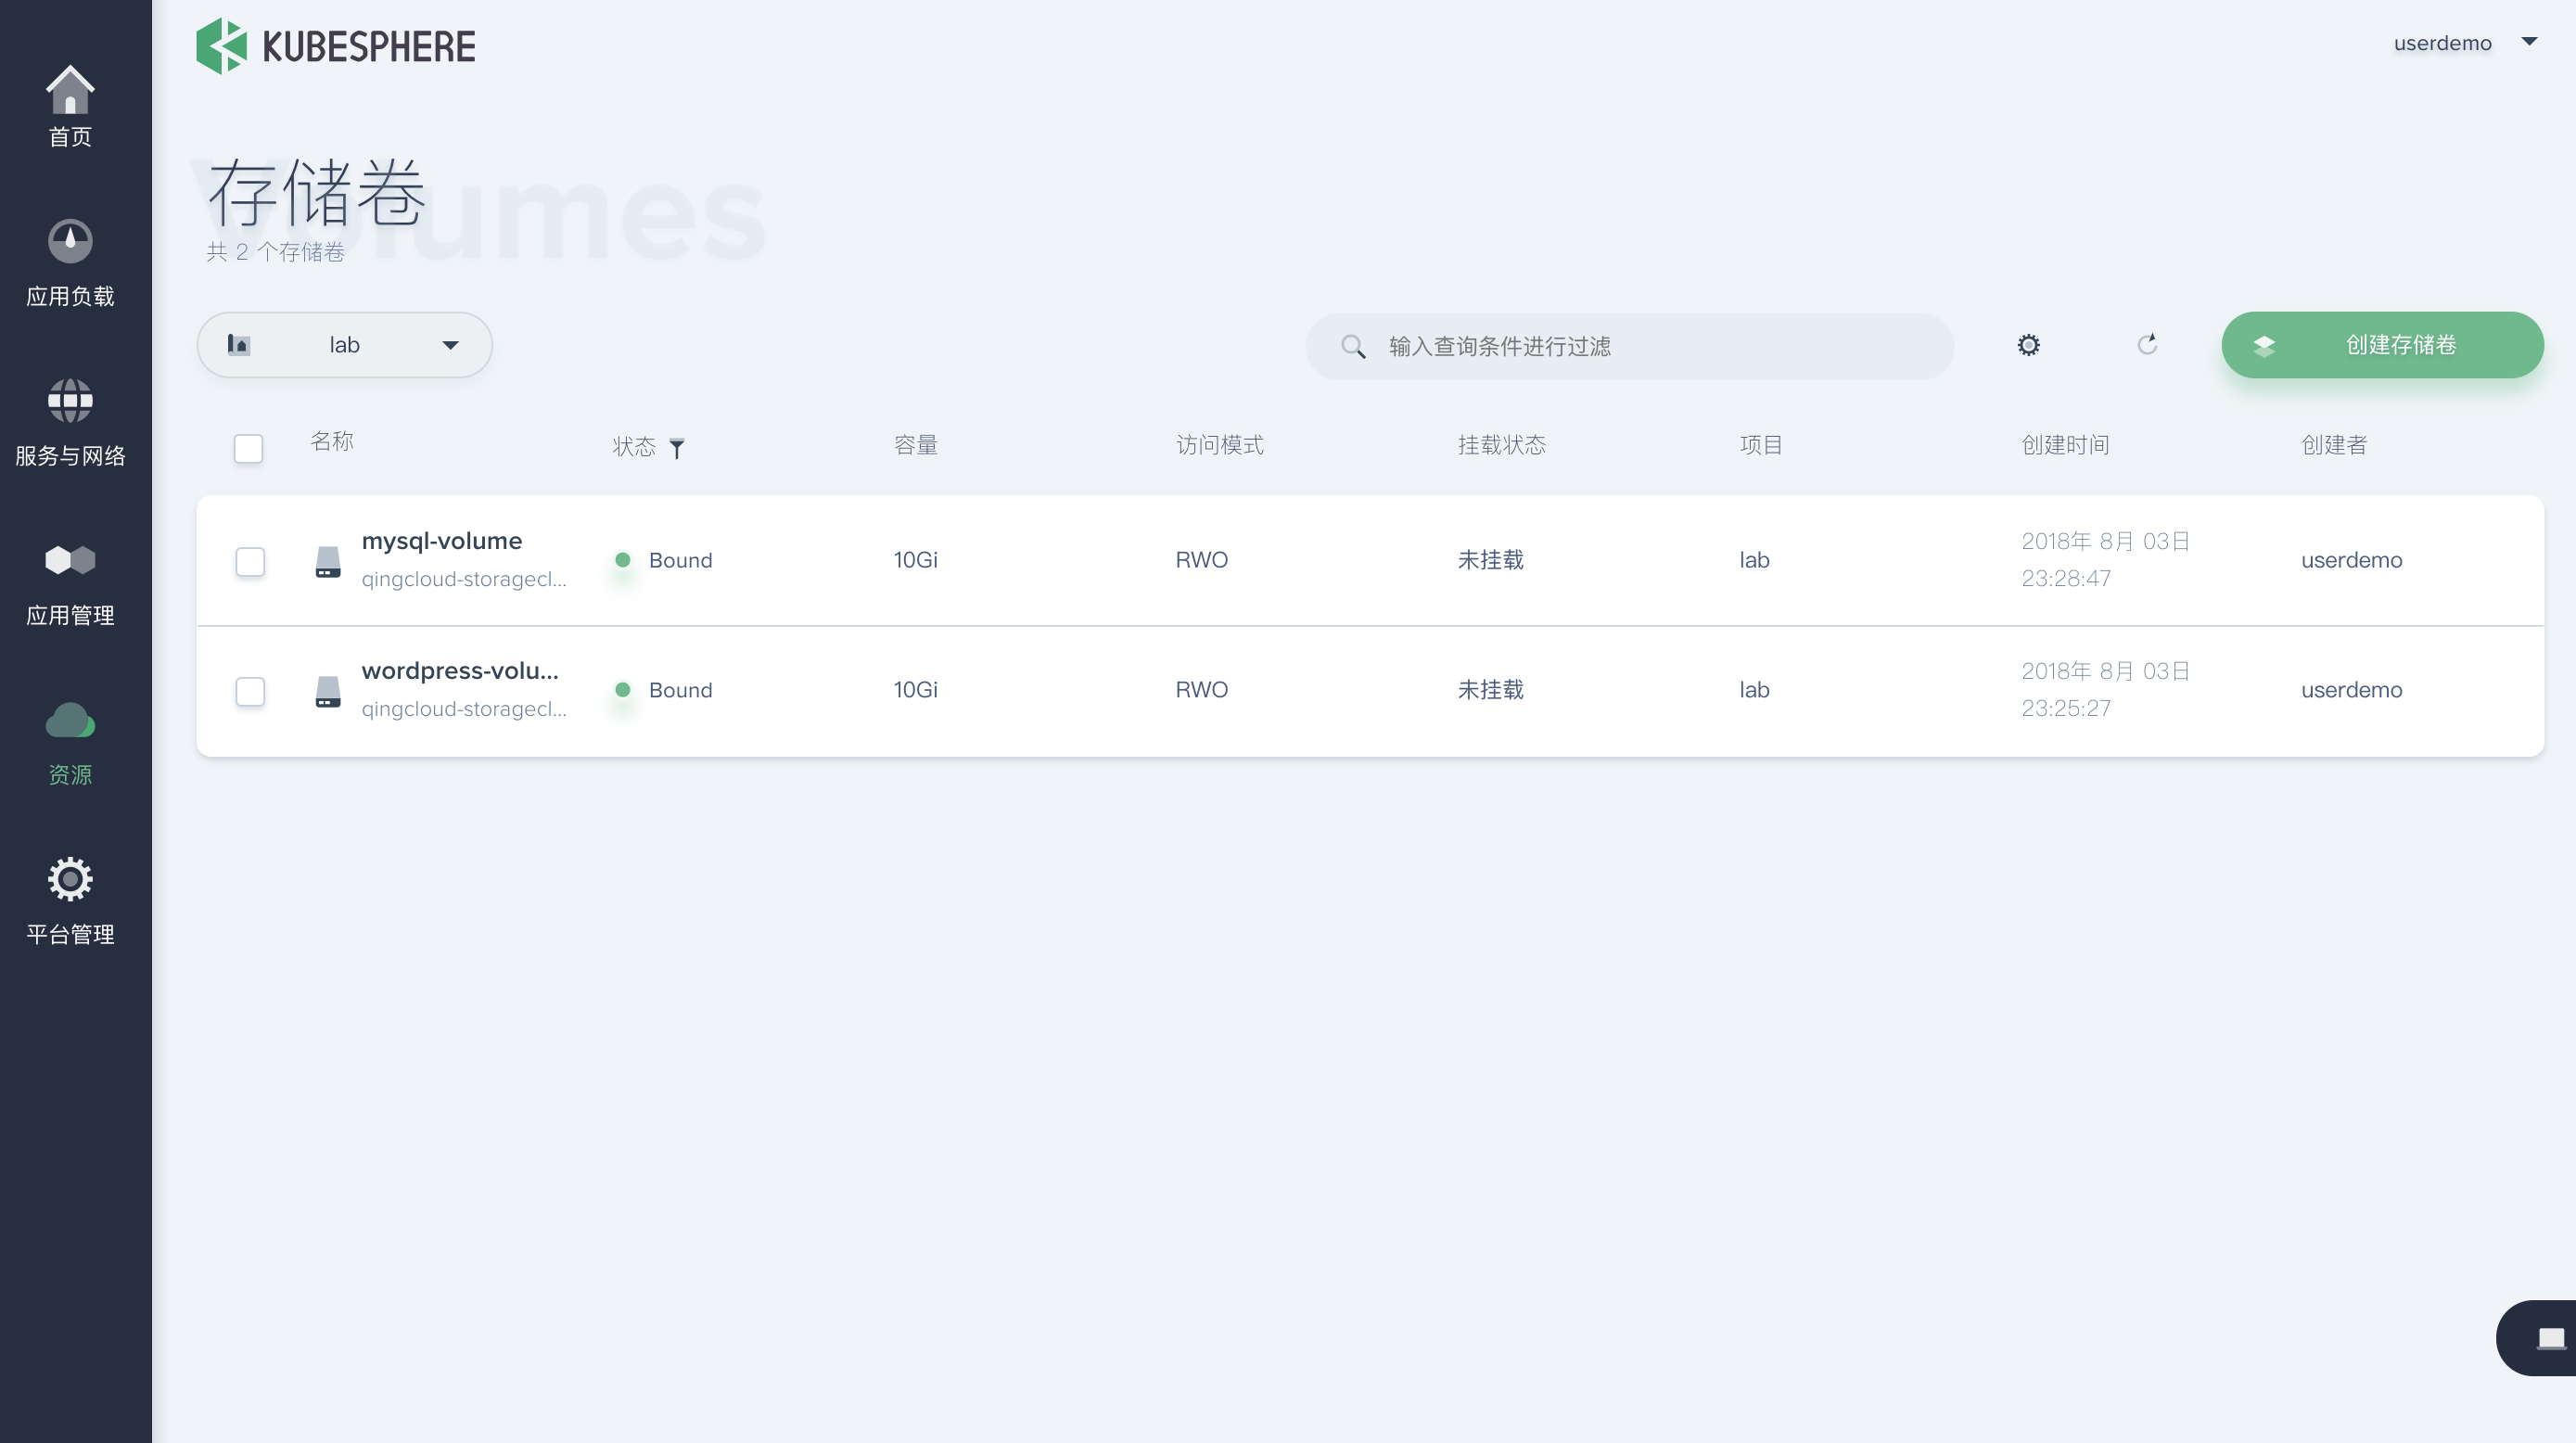 KUBESPHERE
userdemo
首页
应用负载
服务与网络
应用管理
资源
平台管理
Volumes
存储卷
共 2 个存储卷
lab
输入查询条件进行过滤
创建存储卷
名称 状态 容量 访问模式 挂载状态 项目 创建时间 创建者
mysql-volume
qingcloud-storagecl...
Bound 10Gi RWO 未挂载 lab
2018年 8月 03日
23:28:47
userdemo
wordpress-volu...
qingcloud-storagecl...
Bound 10Gi RWO 未挂载 lab
2018年 8月 03日
23:25:27
userdemo